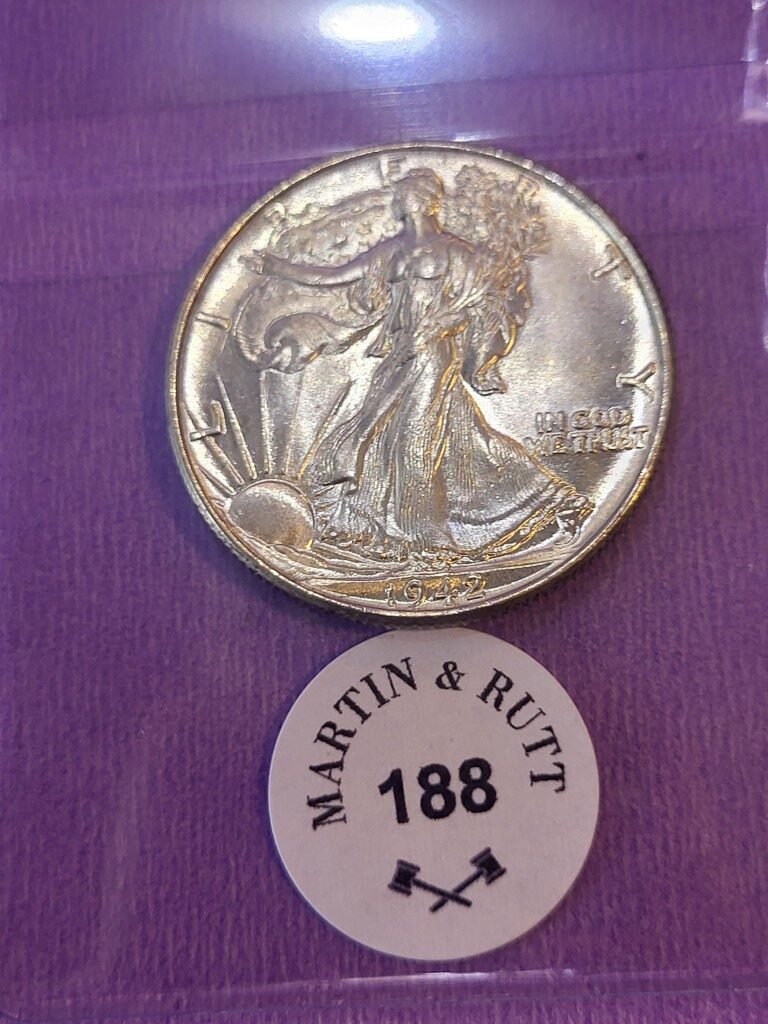 LIBERTY
IN GOD
WE TRUST
1942
MARTIN & RUTT
188